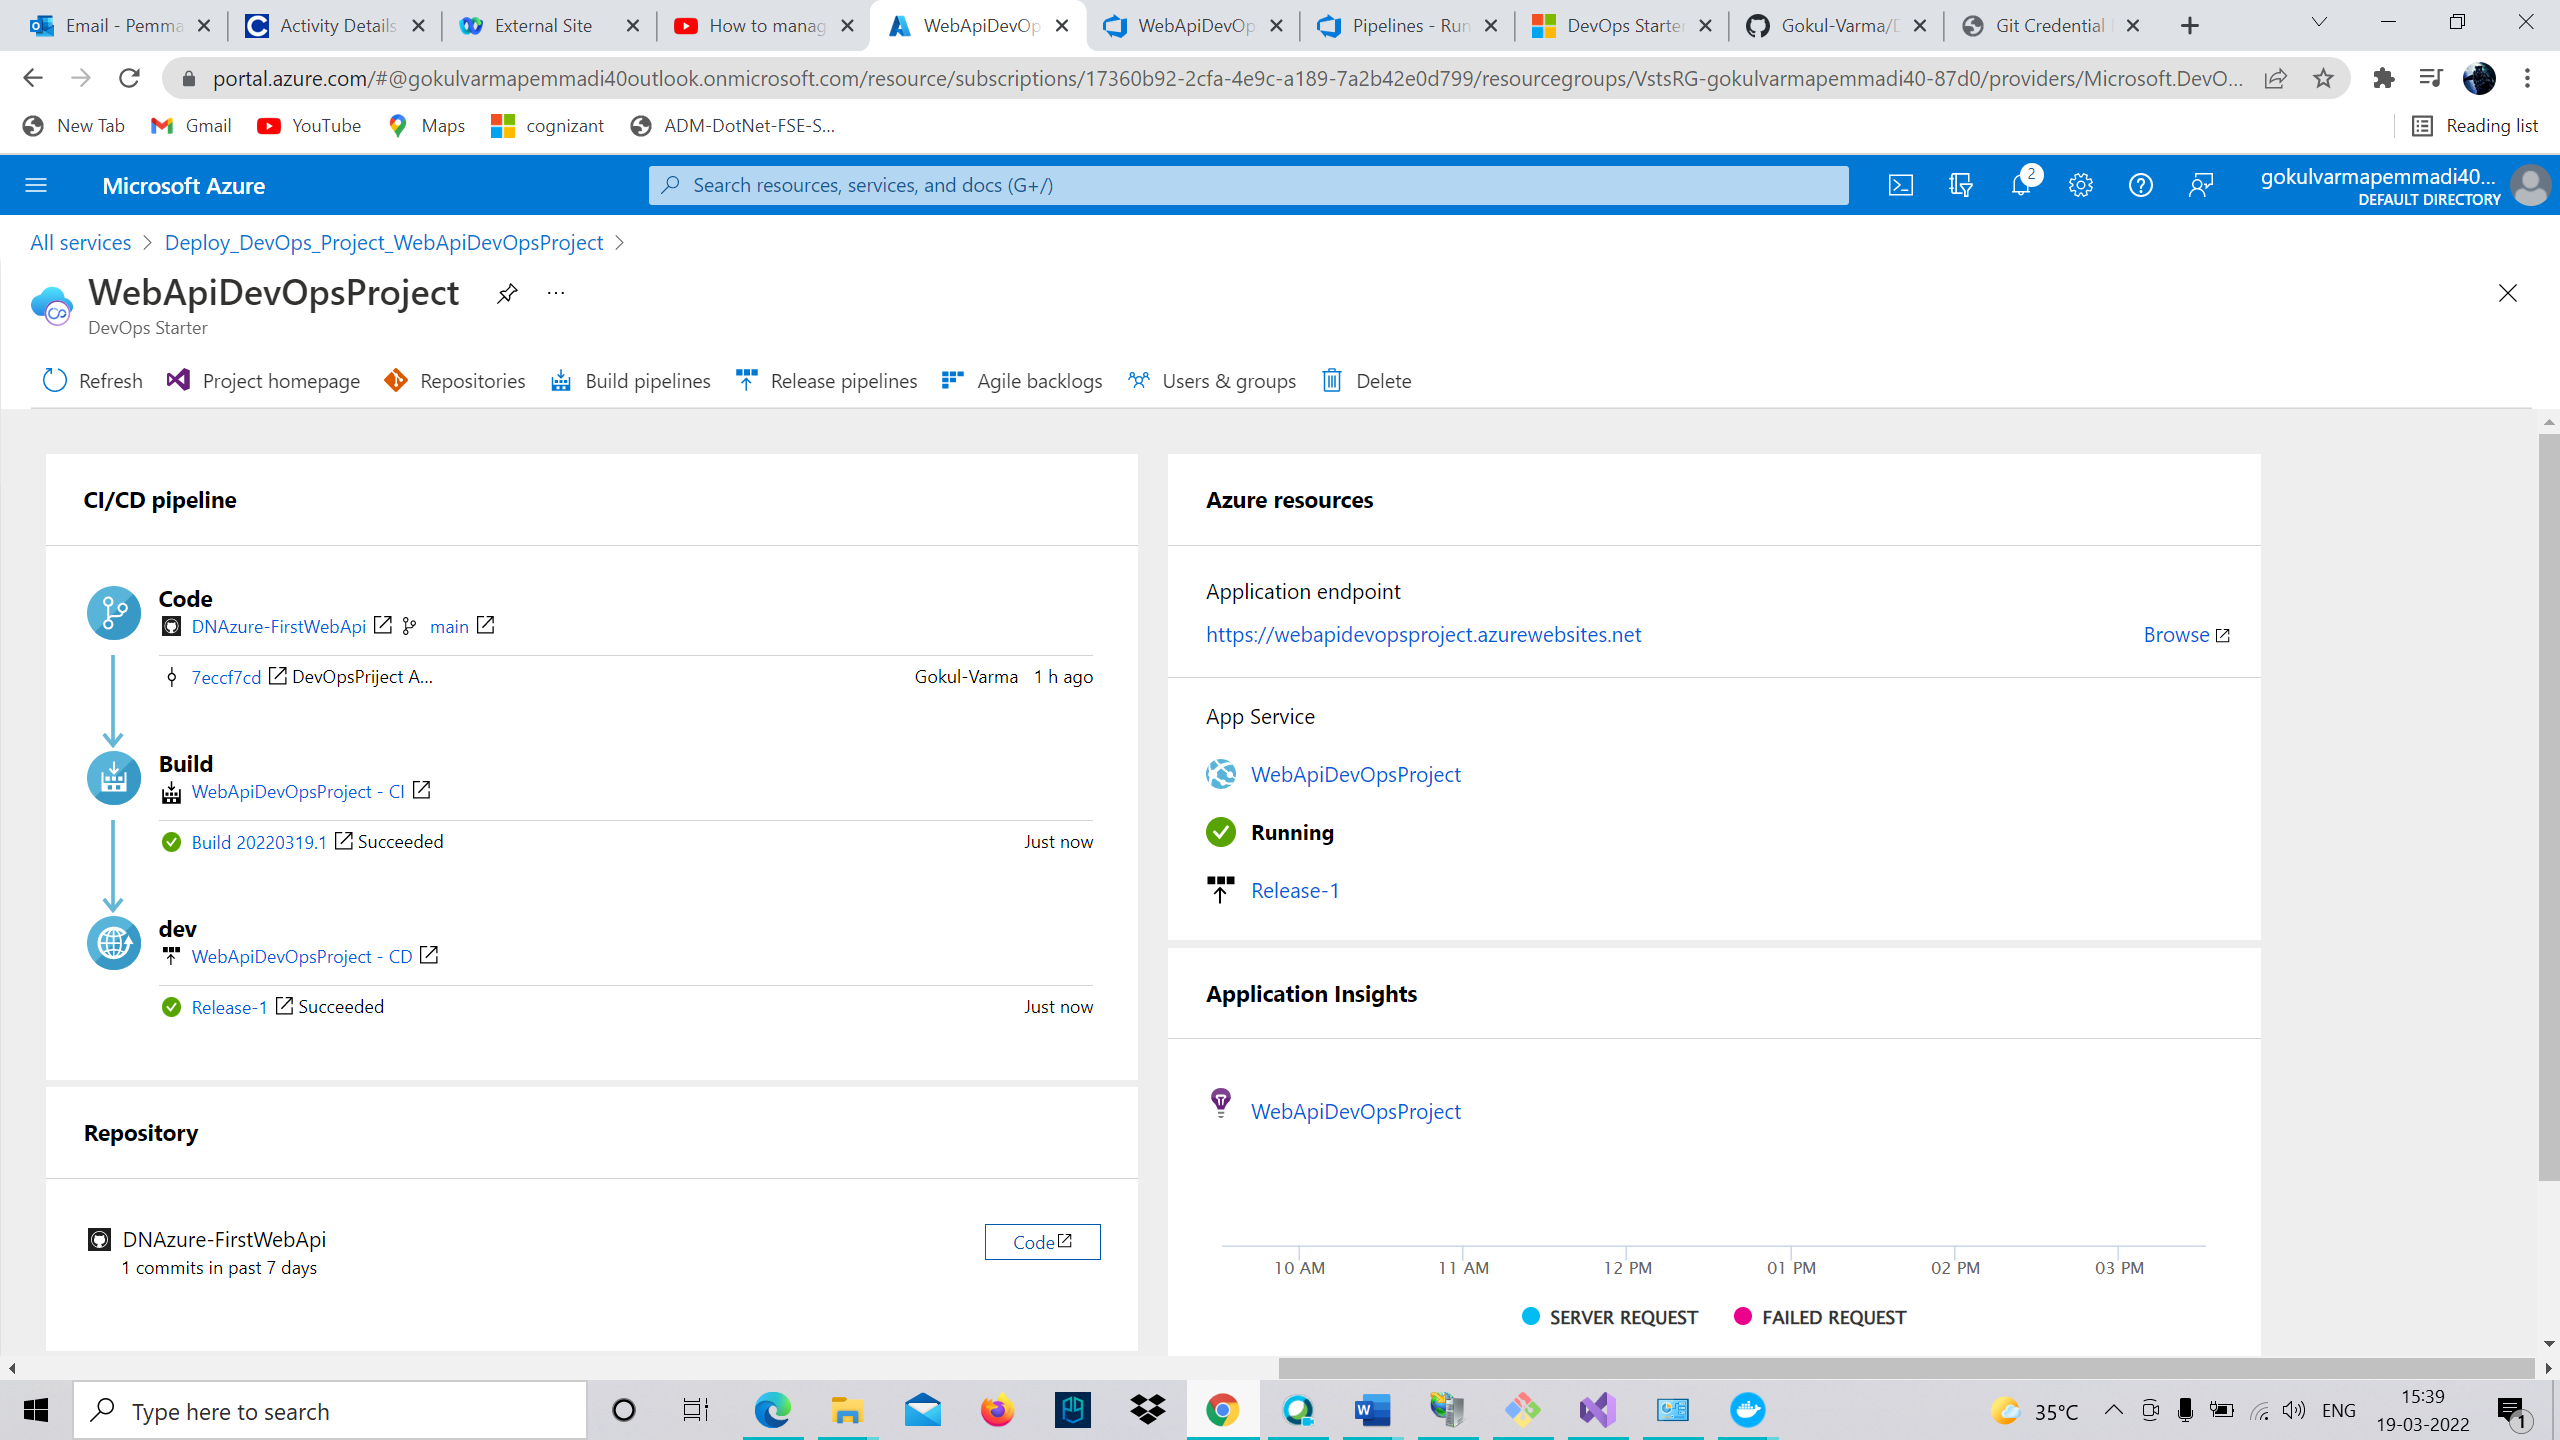 Email - Pemma
Activity Details
External Site
How to manag
WebApiDevOp
WebApiDevOp
Pipelines - Run
DevOps Starter
Gokul-Varma/D
Git Credential
portal.azure.com/#@gokulvarmapemmadi40outlook.onmicrosoft.com/resource/subscriptions/17360b92-2cfa-4e9c-a189-7a2b42e0d799/resourcegroups/VstsRG-gokulvarmapemmadi40-87d0/providers/Microsoft.DevO...
New Tab
Gmail
YouTube
Maps
cognizant
ADM-DotNet-FSE-S...
Reading list
Microsoft Azure
Search resources, services, and docs (G+/)
2
gokulvarmapemmadi40...
DEFAULT DIRECTORY
All services > Deploy_DevOps_Project_WebApiDevOpsProject >
WebApiDevOpsProject ...
DevOps Starter
Refresh
Project homepage
Repositories
Build pipelines
Release pipelines
Agile backlogs
Users & groups
Delete
CI/CD pipeline
Code
DNAzure-FirstWebApi main
7eccf7cd DevOpsPriject A... Gokul-Varma 1 h ago
Build
WebApiDevOpsProject - CI
Build 20220319.1 Succeeded Just now
dev
WebApiDevOpsProject - CD
Release-1 Succeeded Just now
Repository
DNAzure-FirstWebApi
1 commits in past 7 days
Code
Azure resources
Application endpoint
https://webapidevopsproject.azurewebsites.net Browse
App Service
WebApiDevOpsProject
Running
Release-1
Application Insights
WebApiDevOpsProject
10 AM 11 AM 12 PM 01 PM 02 PM 03 PM
SERVER REQUEST FAILED REQUEST
Type here to search
35°C
ENG
15:39
19-03-2022
1